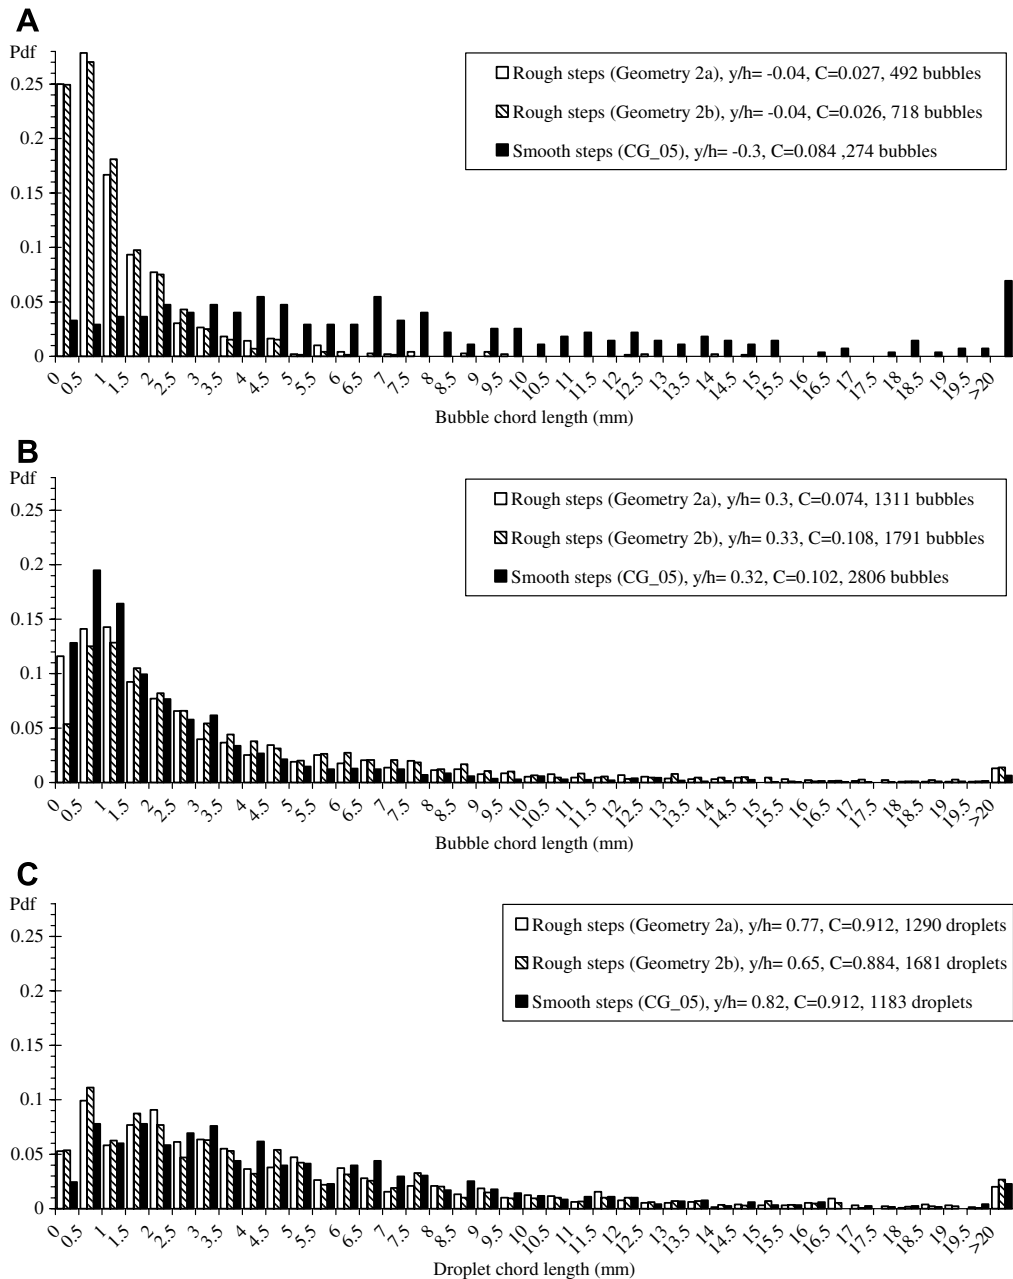 A
Pdf
0.25
0.2
0.15
0.1
0.05
0
Rough steps (Geometry 2a), y/h= -0.04, C=0.027, 492 bubbles
Rough steps (Geometry 2b), y/h= -0.04, C=0.026, 718 bubbles
Smooth steps (CG_05), y/h= -0.3, C=0.084 ,274 bubbles
0 0.5 1 1.5 2 2.5 3 3.5 4 4.5 5 5.5 6 6.5 7 7.5 8 8.5 9 9.5 10 10.5 11 11.5 12 12.5 13 13.5 14 14.5 15 15.5 16 16.5 17 17.5 18 18.5 19 19.5 >20
Bubble chord length (mm)
B
Pdf
0.25
0.2
0.15
0.1
0.05
0
Rough steps (Geometry 2a), y/h= 0.3, C=0.074, 1311 bubbles
Rough steps (Geometry 2b), y/h= 0.33, C=0.108, 1791 bubbles
Smooth steps (CG_05), y/h= 0.32, C=0.102, 2806 bubbles
0 0.5 1 1.5 2 2.5 3 3.5 4 4.5 5 5.5 6 6.5 7 7.5 8 8.5 9 9.5 10 10.5 11 11.5 12 12.5 13 13.5 14 14.5 15 15.5 16 16.5 17 17.5 18 18.5 19 19.5 >20
Bubble chord length (mm)
C
Pdf
0.25
0.2
0.15
0.1
0.05
0
Rough steps (Geometry 2a), y/h= 0.77, C=0.912, 1290 droplets
Rough steps (Geometry 2b), y/h= 0.65, C=0.884, 1681 droplets
Smooth steps (CG_05), y/h= 0.82, C=0.912, 1183 droplets
0 0.5 1 1.5 2 2.5 3 3.5 4 4.5 5 5.5 6 6.5 7 7.5 8 8.5 9 9.5 10 10.5 11 11.5 12 12.5 13 13.5 14 14.5 15 15.5 16 16.5 17 17.5 18 18.5 19 19.5 >20
Droplet chord length (mm)